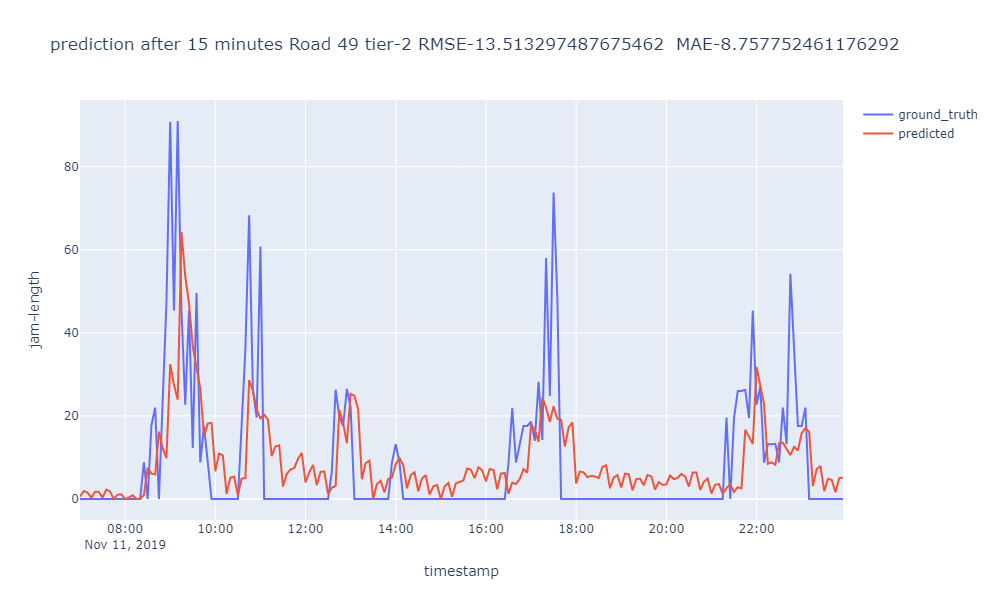 prediction after 15 minutes Road 49 tier-2 RMSE-13.513297487675462  MAE-8.757752461176292
ground_truth
predicted
80
60
40
20
0
jam-length
08:00 10:00 12:00 14:00 16:00 18:00 20:00 22:00
Nov 11, 2019
timestamp